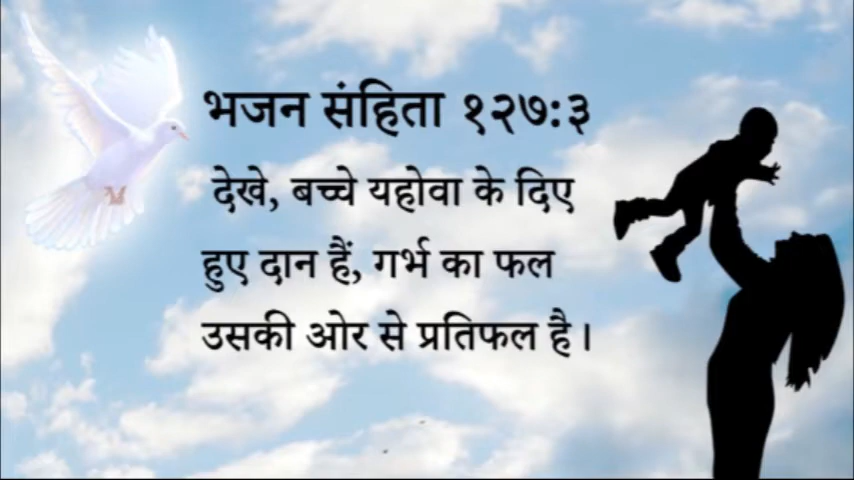 भजन संहिता १२७:३
देखे, बच्चे यहोवा के दिए
हुए दान हैं, गर्भ का फल
उसकी ओर से प्रतिफल है।